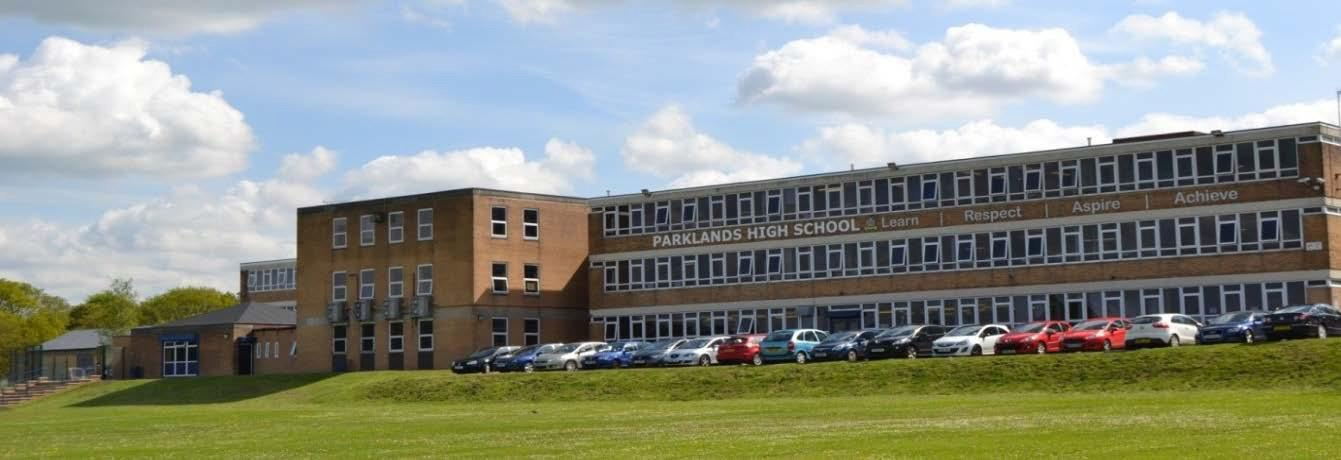 PARKLANDS HIGH SCHOOL Learn | Respect | Aspire | Achieve